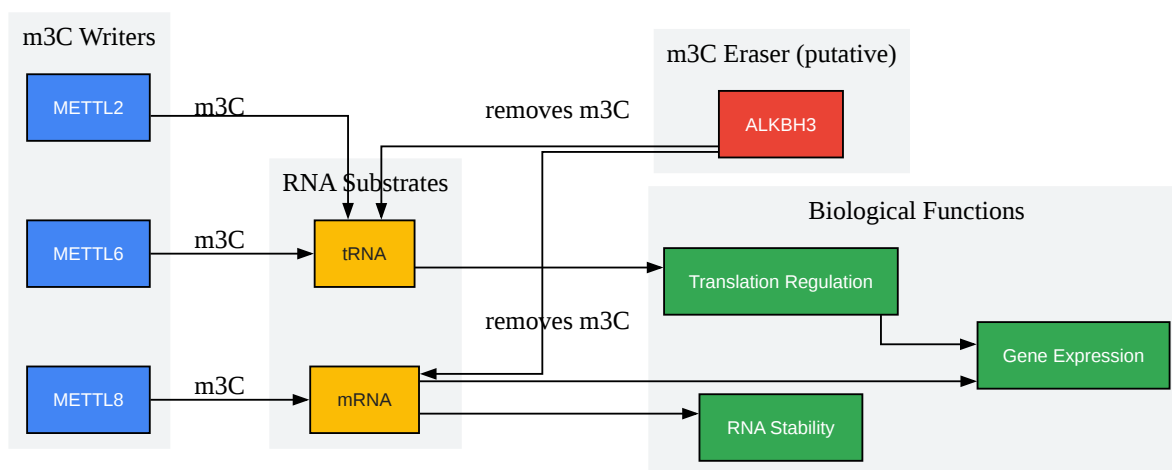 m3C Writers
METTL2
METTL6
METTL8
m3C
m3C
m3C
RNA Substrates
tRNA
mRNA
removes m3C
removes m3C
m3C Eraser (putative)
ALKBH3
Biological Functions
Translation Regulation
Gene Expression
RNA Stability